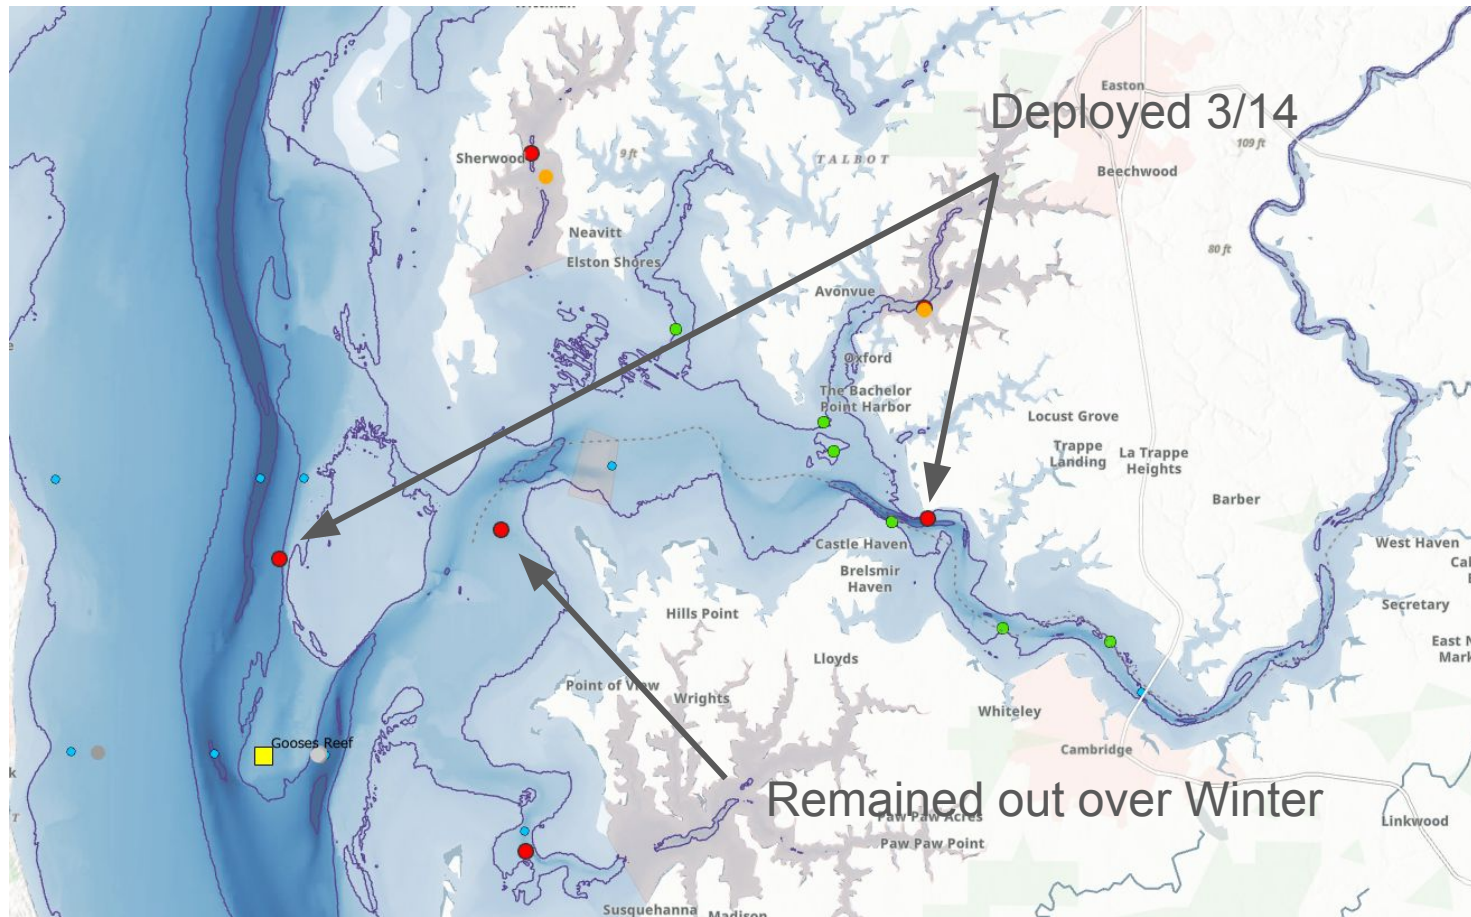 Easton
Deployed 3/14
109 ft
Sherwood
9 ft
TALBOT
Beechwood
Neavitt
80 ft
Elston Shores
Avonvue
Oxford
The Bachelor
Point Harbor
Locust Grove
Trappe
Landing
La Trappe
Heights
Barber
Castle Haven
West Haven
Brelsmir
Haven
Secretary
Hills Point
Lloyds
Point of View
Wrights
Whiteley
Gooses Reef
Cambridge
Remained out over Winter
Paw Paw Acres
Linkwood
Paw Paw Point
Susquehanna
Madison